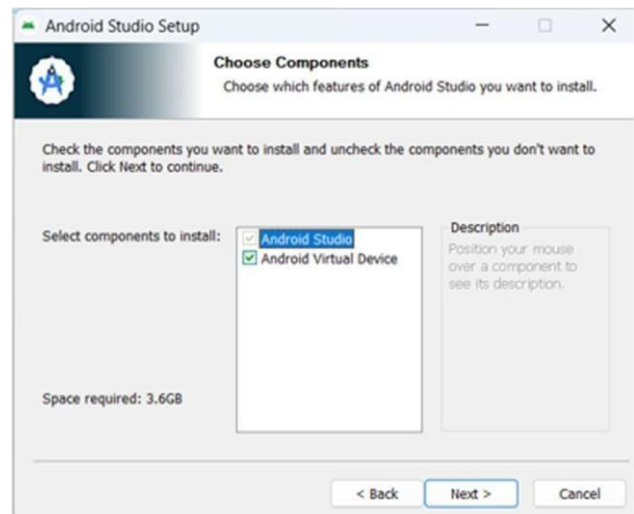 Android Studio Setup
Choose Components
Choose which features of Android Studio you want to install.
Check the components you want to install and uncheck the components you don't want to
install. Click Next to continue.
Select components to install:
Android Studio
Android Virtual Device
Description
Position your mouse
over a component to
see its description.
Space required: 3.6GB
< Back
Next >
Cancel